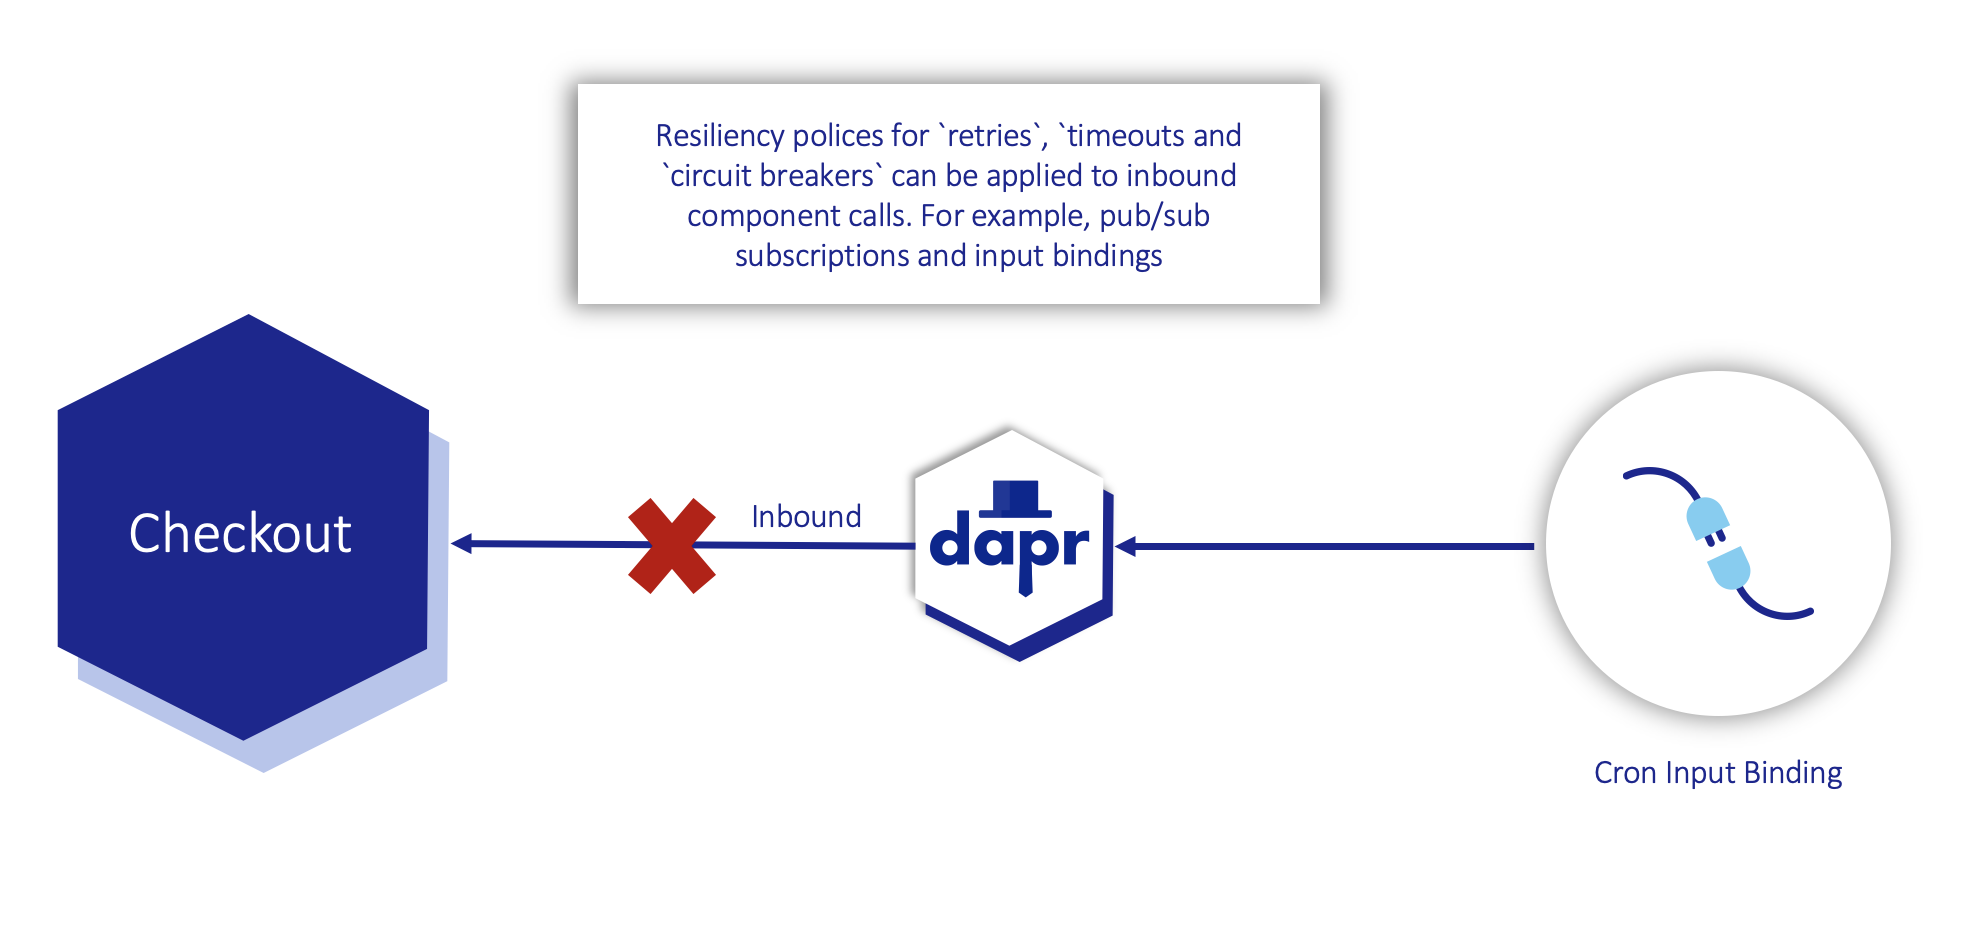 Resiliency polices for `retries`, `timeouts and
`circuit breakers` can be applied to inbound
component calls. For example, pub/sub
subscriptions and input bindings
Checkout
Inbound
dapr
Cron Input Binding